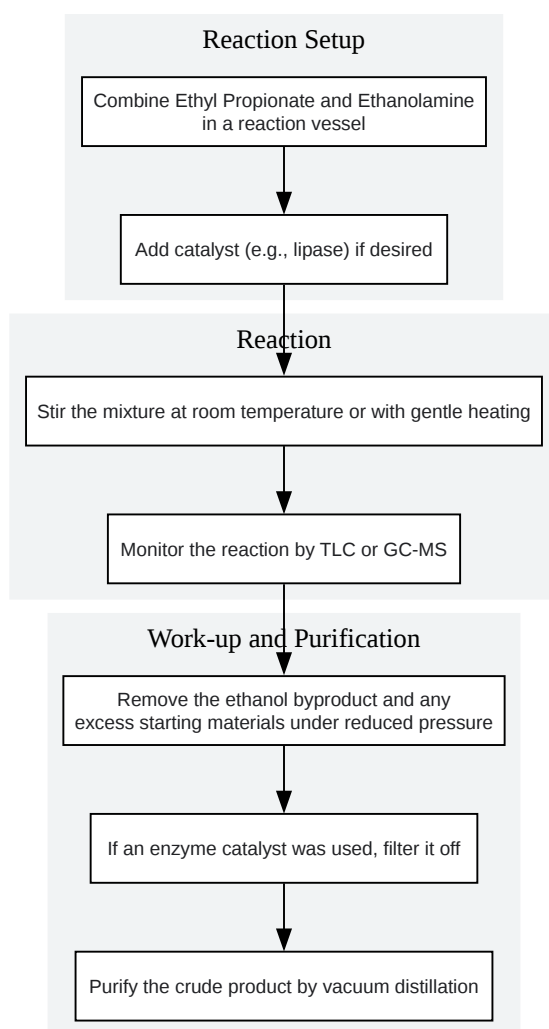 Reaction Setup
Combine Ethyl Propionate and Ethanolamine
in a reaction vessel
Add catalyst (e.g., lipase) if desired
Reaction
Stir the mixture at room temperature or with gentle heating
Monitor the reaction by TLC or GC-MS
Work-up and Purification
Remove the ethanol byproduct and any
excess starting materials under reduced pressure
If an enzyme catalyst was used, filter it off
Purify the crude product by vacuum distillation